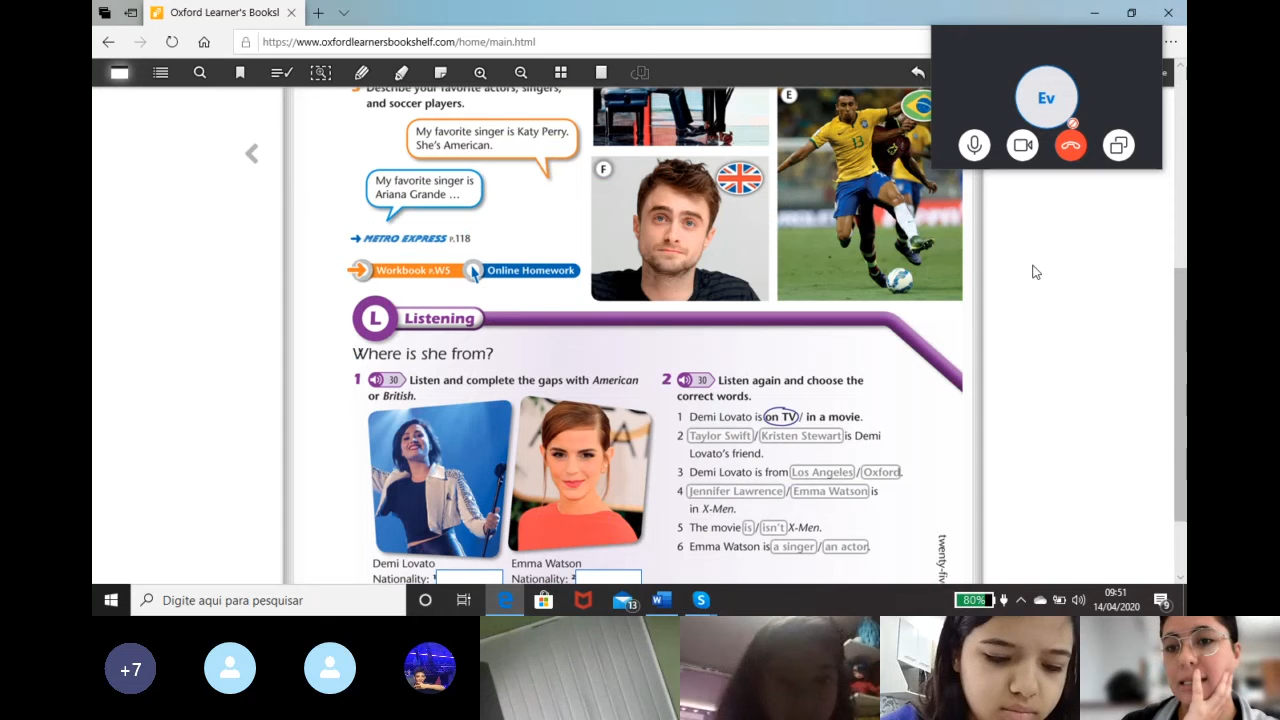 Oxford Learner's Booksl
https://www.oxfordlearnersbookshelf.com/home/main.html
Ev
Describe your favorite actors, singers,
and soccer players.
My favorite singer is Katy Perry.
She's American.
My favorite singer is
Ariana Grande ...
METRO EXPRESS P.118
Workbook P.W5 Online Homework
E
13
F
L Listening
Where is she from?
1 30 Listen and complete the gaps with American
or British.
Demi Lovato
Nationality: 1
Emma Watson
Nationality: 2
2 30 Listen again and choose the
correct words.
1 Demi Lovato is on TV / in a movie.
2 Taylor Swift / Kristen Stewart is Demi
Lovato's friend.
3 Demi Lovato is from Los Angeles / Oxford.
4 Jennifer Lawrence / Emma Watson is
in X-Men.
5 The movie is / isn't X-Men.
6 Emma Watson is a singer / an actor.
twenty-fiv
Digite aqui para pesquisar
13
80%
09:51
14/04/2020
9
+7